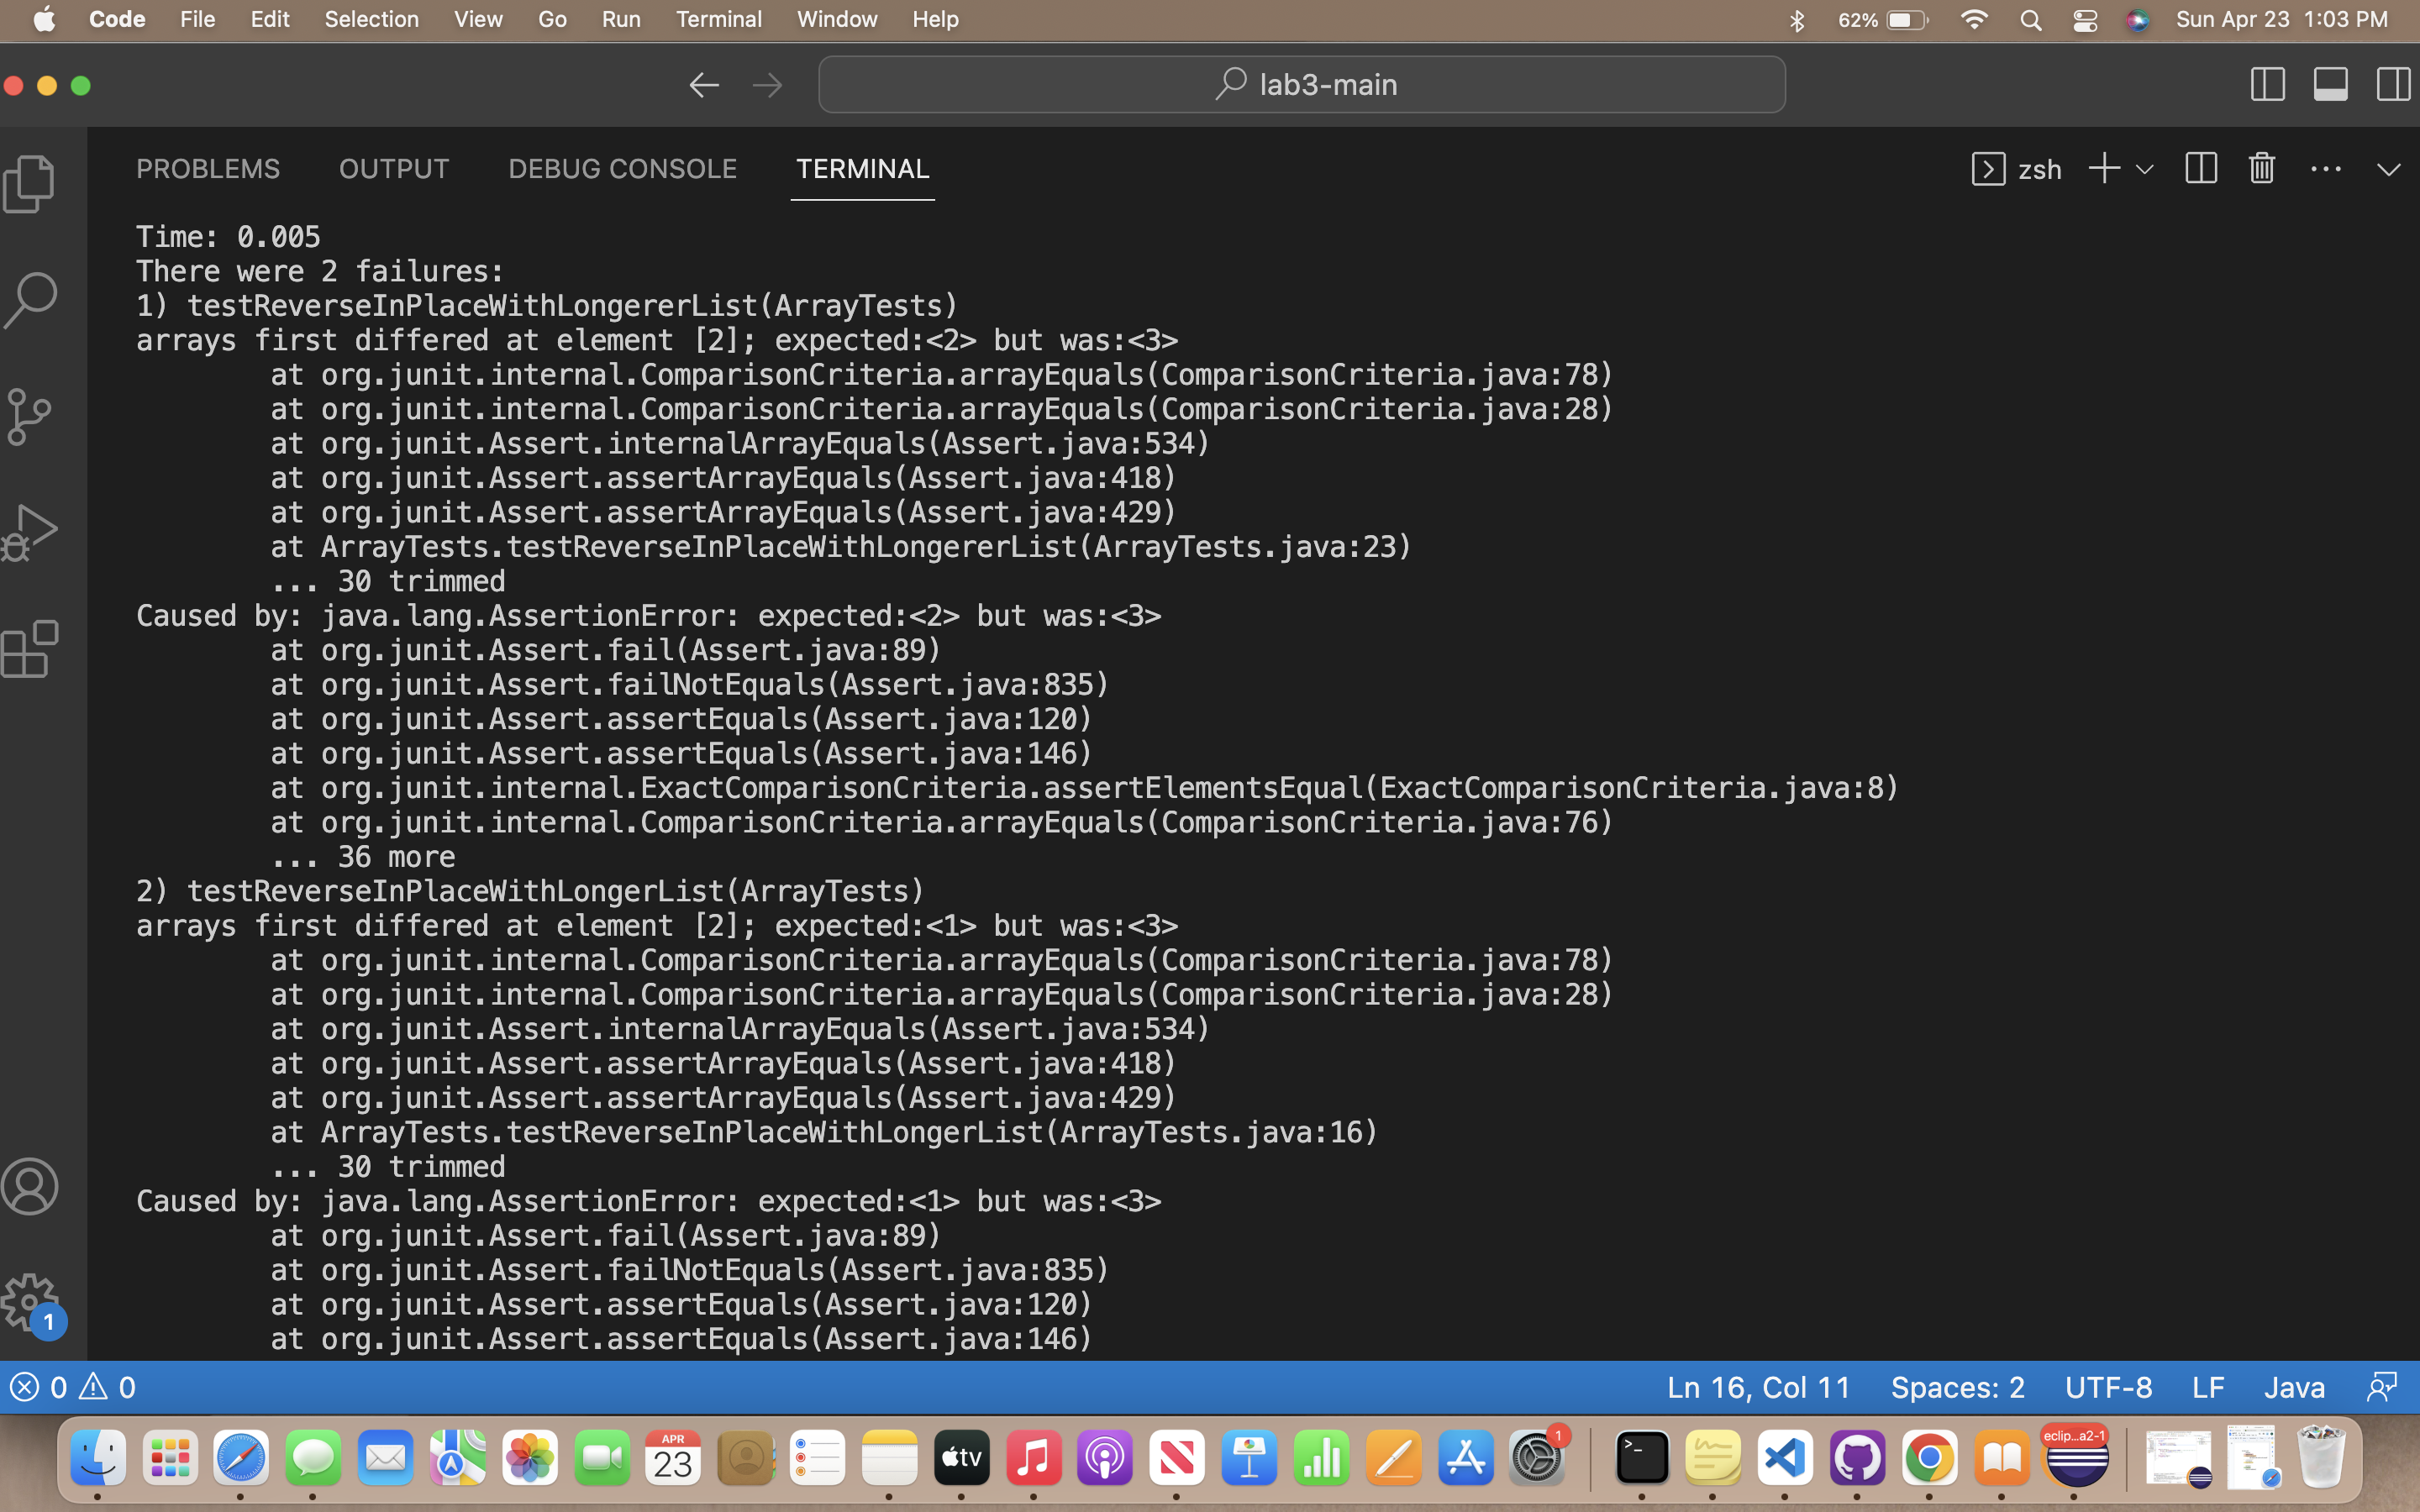 Code File Edit Selection View Go Run Terminal Window Help 62% Sun Apr 23 1:03 PM
lab3-main
PROBLEMS OUTPUT DEBUG CONSOLE TERMINAL zsh
Time: 0.005
There were 2 failures:
1) testReverseInPlaceWithLongererList(ArrayTests)
arrays first differed at element [2]; expected:<2> but was:<3>
at org.junit.internal.ComparisonCriteria.arrayEquals(ComparisonCriteria.java:78)
at org.junit.internal.ComparisonCriteria.arrayEquals(ComparisonCriteria.java:28)
at org.junit.Assert.internalArrayEquals(Assert.java:534)
at org.junit.Assert.assertArrayEquals(Assert.java:418)
at org.junit.Assert.assertArrayEquals(Assert.java:429)
at ArrayTests.testReverseInPlaceWithLongererList(ArrayTests.java:23)
... 30 trimmed
Caused by: java.lang.AssertionError: expected:<2> but was:<3>
at org.junit.Assert.fail(Assert.java:89)
at org.junit.Assert.failNotEquals(Assert.java:835)
at org.junit.Assert.assertEquals(Assert.java:120)
at org.junit.Assert.assertEquals(Assert.java:146)
at org.junit.internal.ExactComparisonCriteria.assertElementsEqual(ExactComparisonCriteria.java:8)
at org.junit.internal.ComparisonCriteria.arrayEquals(ComparisonCriteria.java:76)
... 36 more
2) testReverseInPlaceWithLongerList(ArrayTests)
arrays first differed at element [2]; expected:<1> but was:<3>
at org.junit.internal.ComparisonCriteria.arrayEquals(ComparisonCriteria.java:78)
at org.junit.internal.ComparisonCriteria.arrayEquals(ComparisonCriteria.java:28)
at org.junit.Assert.internalArrayEquals(Assert.java:534)
at org.junit.Assert.assertArrayEquals(Assert.java:418)
at org.junit.Assert.assertArrayEquals(Assert.java:429)
at ArrayTests.testReverseInPlaceWithLongerList(ArrayTests.java:16)
... 30 trimmed
Caused by: java.lang.AssertionError: expected:<1> but was:<3>
at org.junit.Assert.fail(Assert.java:89)
at org.junit.Assert.failNotEquals(Assert.java:835)
at org.junit.Assert.assertEquals(Assert.java:120)
at org.junit.Assert.assertEquals(Assert.java:146)
1
0 0 Ln 16, Col 11 Spaces: 2 UTF-8 LF Java
APR
23
tv
1
eclip...a2-1